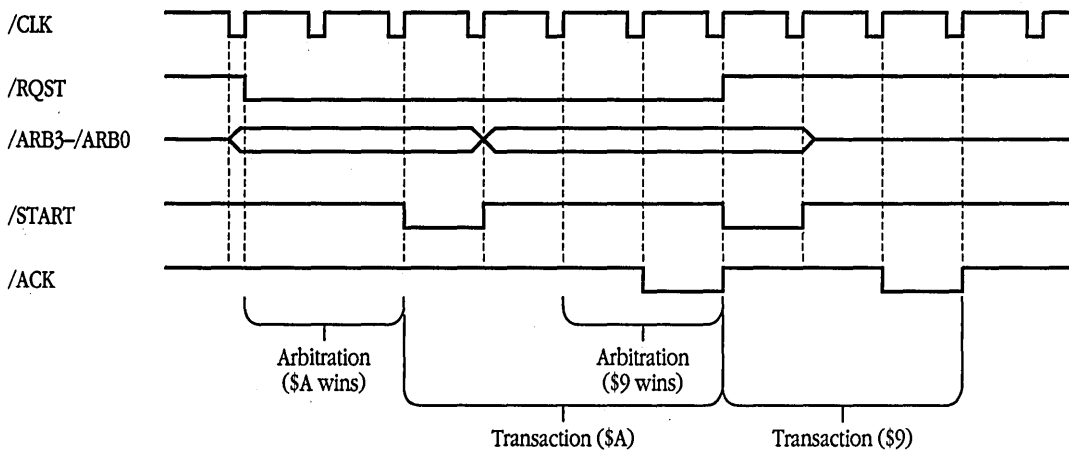 /CLK
/RQST
/ARB3–/ARB0
/START
/ACK
Arbitration
($A wins)
Arbitration
($9 wins)
Transaction ($A)
Transaction ($9)